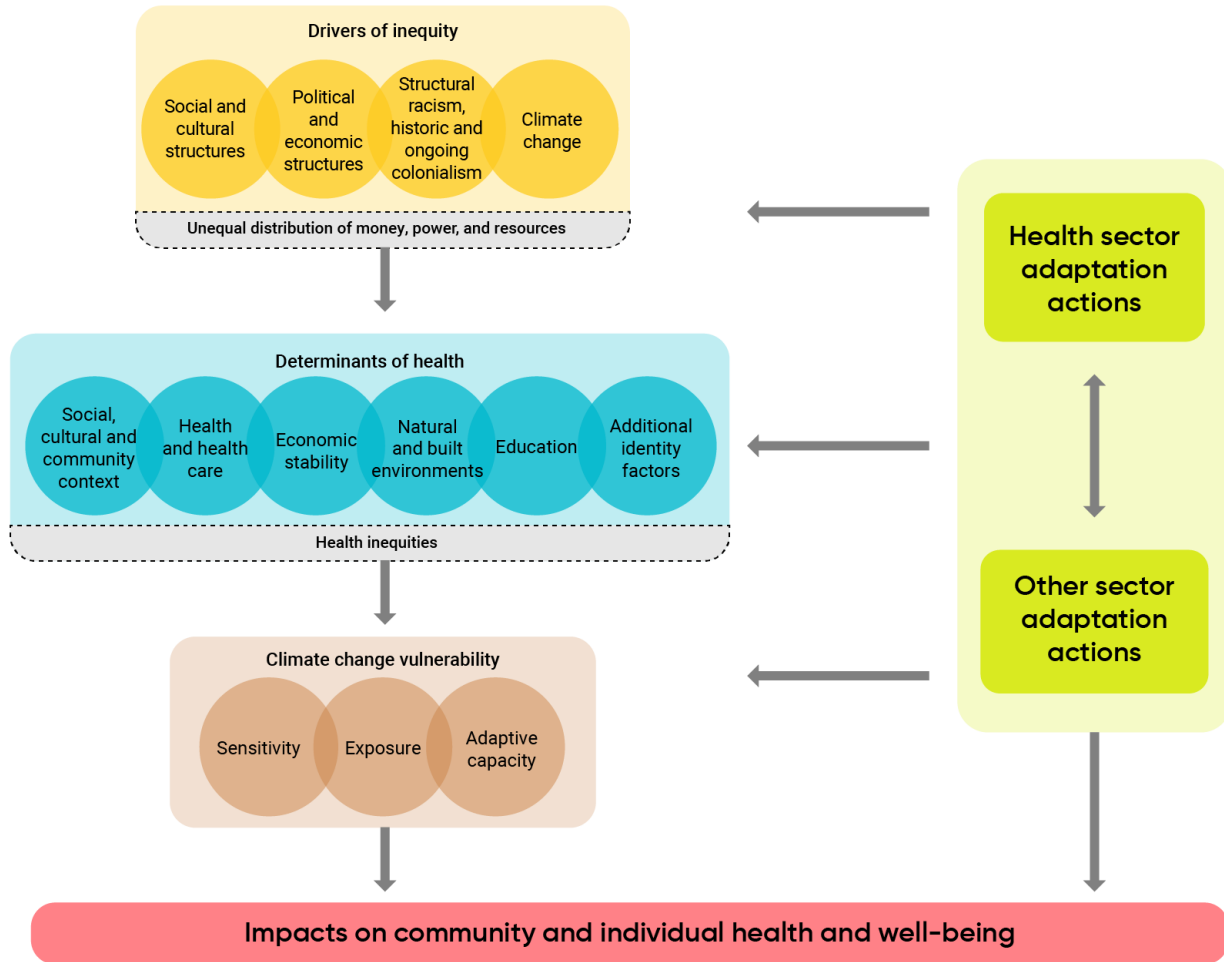 Drivers of inequity
Social and
cultural
structures
Political
and
economic
structures
Structural
racism,
historic and
ongoing
colonialism
Climate
change
Unequal distribution of money, power, and resources
Determinants of health
Social,
cultural and
community
context
Health
and health
care
Economic
stability
Natural
and built
environments
Education
Additional
identity
factors
Health inequities
Climate change vulnerability
Sensitivity
Exposure
Adaptive
capacity
Health sector
adaptation
actions
Other sector
adaptation
actions
Impacts on community and individual health and well-being